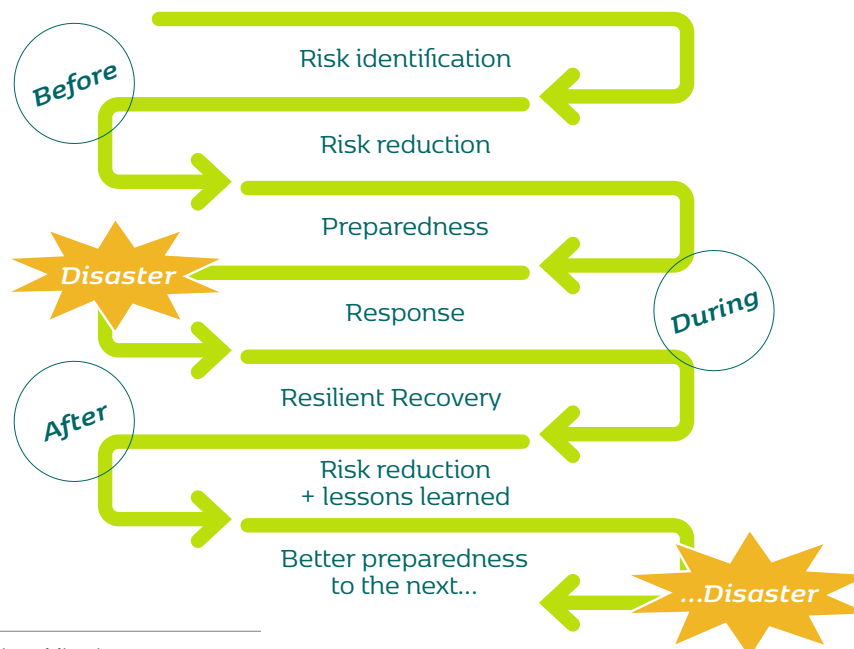 Risk identification
Before
Risk reduction
Preparedness
Disaster
Response
During
Resilient Recovery
After
Risk reduction
+ lessons learned
Better preparedness
to the next...
...Disaster